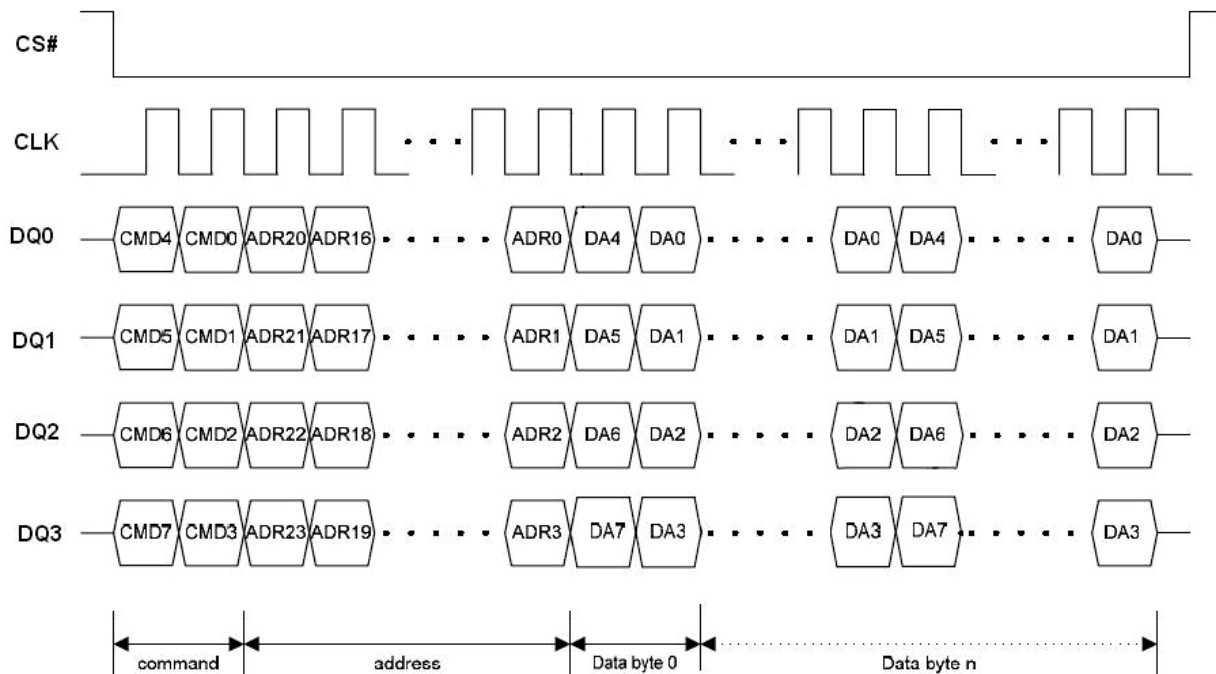 CS#
CLK
DQ0 CMD4 CMD0 ADR20 ADR16 ADR0 DA4 DA0 DA0 DA4 DA0
DQ1 CMD5 CMD1 ADR21 ADR17 ADR1 DA5 DA1 DA1 DA5 DA1
DQ2 CMD6 CMD2 ADR22 ADR18 ADR2 DA6 DA2 DA2 DA6 DA2
DQ3 CMD7 CMD3 ADR23 ADR19 ADR3 DA7 DA3 DA3 DA7 DA3
command address Data byte 0 Data byte n